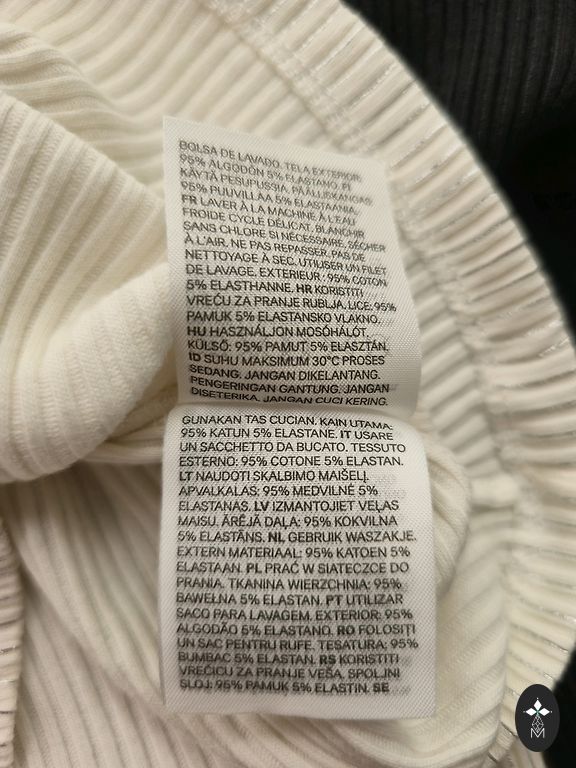 BOLSA DE LAVADO. TELA EXTERIOR:
95% ALGODÓN 5% ELASTANO. FI
KÄYTÄ PESUPUSSIA. PÄÄLLIKANGAS:
95% PUUVILLAA 5% ELASTAANIA.
FR LAVER À LA MACHINE À L'EAU
FROIDE CYCLE DÉLICAT. BLANCHIR
SANS CHLORE SI NÉCESSAIRE. SÉCHER
À L'AIR. NE PAS REPASSER. PAS DE
NETTOYAGE À SEC. UTILISER UN FILET
DE LAVAGE. EXTERIEUR : 95% COTON
5% ELASTHANNE. HR KORISTITI
VREĆU ZA PRANJE RUBLJA. LICE: 95%
PAMUK 5% ELASTANSKO VLAKNO.
HU HASZNÁLJON MOSÓHÁLÓT.
KÜLSŐ: 95% PAMUT 5% ELASZTÁN.
ID SUHU MAKSIMUM 30°C PROSES
SEDANG. JANGAN DIKELANTANG.
PENGERINGAN GANTUNG. JANGAN
DISETERIKA. JANGAN CUCI KERING.
GUNAKAN TAS CUCIAN. KAIN UTAMA:
95% KATUN 5% ELASTANE. IT USARE
UN SACCHETTO DA BUCATO. TESSUTO
ESTERNO: 95% COTONE 5% ELASTAN.
LT NAUDOTI SKALBIMO MAIŠELĮ.
APVALKALAS: 95% MEDVILNĖ 5%
ELASTANAS. LV IZMANTOJIET VEĻAS
MAISU. ĀRĒJĀ DAĻA: 95% KOKVILNA
5% ELASTĀNS. NL GEBRUIK WASZAKJE.
EXTERN MATERIAAL: 95% KATOEN 5%
ELASTAAN. PL PRAĆ W SIATECZCE DO
PRANIA. TKANINA WIERZCHNIA: 95%
BAWEŁNA 5% ELASTAN. PT UTILIZAR
SACO PARA LAVAGEM. EXTERIOR: 95%
ALGODÃO 5% ELASTANO. RO FOLOSIȚI
UN SAC PENTRU RUFE. TESATURA: 95%
BUMBAC 5% ELASTAN. RS KORISTITI
VREĆICU ZA PRANJE VEŠA. SPOLJNI
SLOJ: 95% PAMUK 5% ELASTIN. SE
M